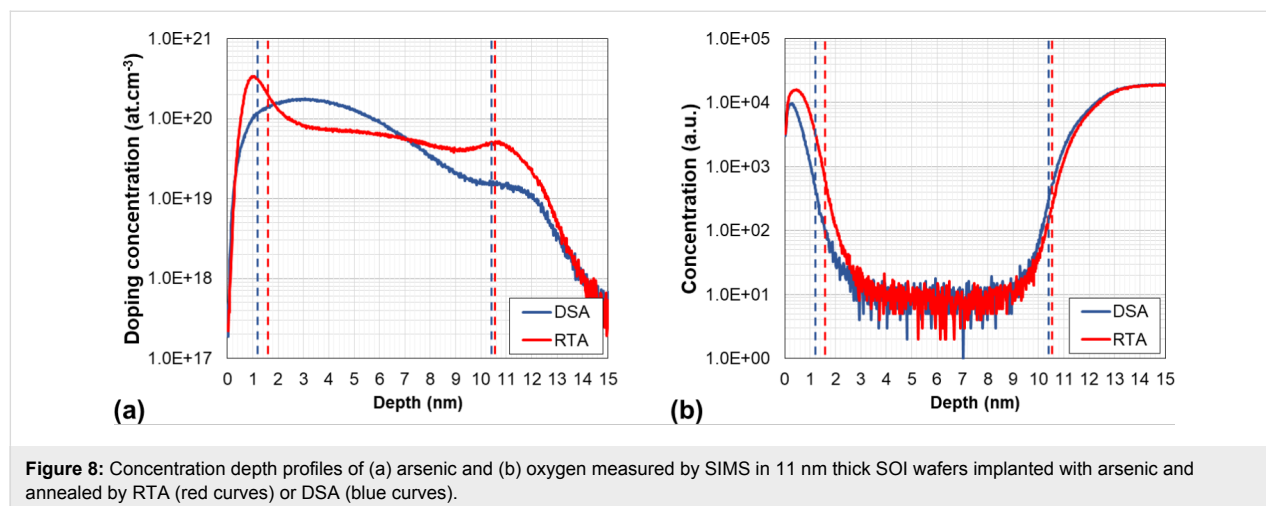 Doping concentration (at.cm-3)
1.0E+21
1.0E+20
1.0E+19
1.0E+18
1.0E+17
0 1 2 3 4 5 6 7 8 9 10 11 12 13 14 15
Depth (nm)
DSA
RTA
(a)
Concentration (a.u.)
1.0E+05
1.0E+04
1.0E+03
1.0E+02
1.0E+01
1.0E+00
0 1 2 3 4 5 6 7 8 9 10 11 12 13 14 15
Depth (nm)
DSA
RTA
(b)
Figure 8: Concentration depth profiles of (a) arsenic and (b) oxygen measured by SIMS in 11 nm thick SOI wafers implanted with arsenic and
annealed by RTA (red curves) or DSA (blue curves).